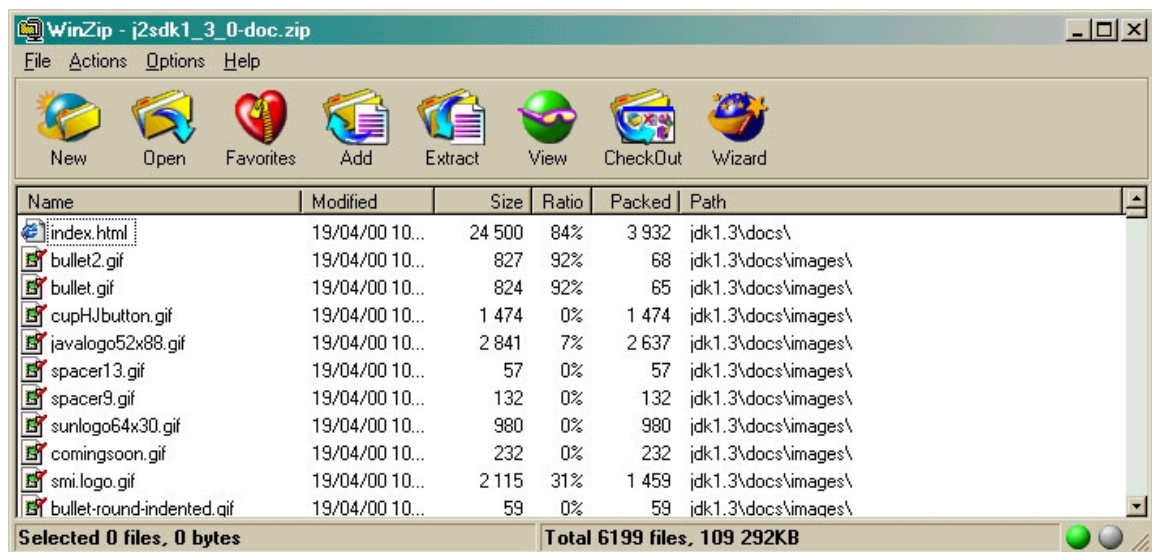 WinZip - j2sdk1_3_0-doc.zip
File Actions Options Help
New Open Favorites Add Extract View CheckOut Wizard
Name Modified Size Ratio Packed Path
index.html 19/04/00 10... 24 500 84% 3 932 jdk1.3\docs\
bullet2.gif 19/04/00 10... 827 92% 68 jdk1.3\docs\images\
bullet.gif 19/04/00 10... 824 92% 65 jdk1.3\docs\images\
cupHJbutton.gif 19/04/00 10... 1 474 0% 1 474 jdk1.3\docs\images\
javalogo52x88.gif 19/04/00 10... 2 841 7% 2 637 jdk1.3\docs\images\
spacer13.gif 19/04/00 10... 57 0% 57 jdk1.3\docs\images\
spacer9.gif 19/04/00 10... 132 0% 132 jdk1.3\docs\images\
sunlogo64x30.gif 19/04/00 10... 980 0% 980 jdk1.3\docs\images\
comingsoon.gif 19/04/00 10... 232 0% 232 jdk1.3\docs\images\
smi.logo.gif 19/04/00 10... 2 115 31% 1 459 jdk1.3\docs\images\
bullet-round-indented.gif 19/04/00 10... 59 0% 59 jdk1.3\docs\images\
Selected 0 files, 0 bytes Total 6199 files, 109 292KB